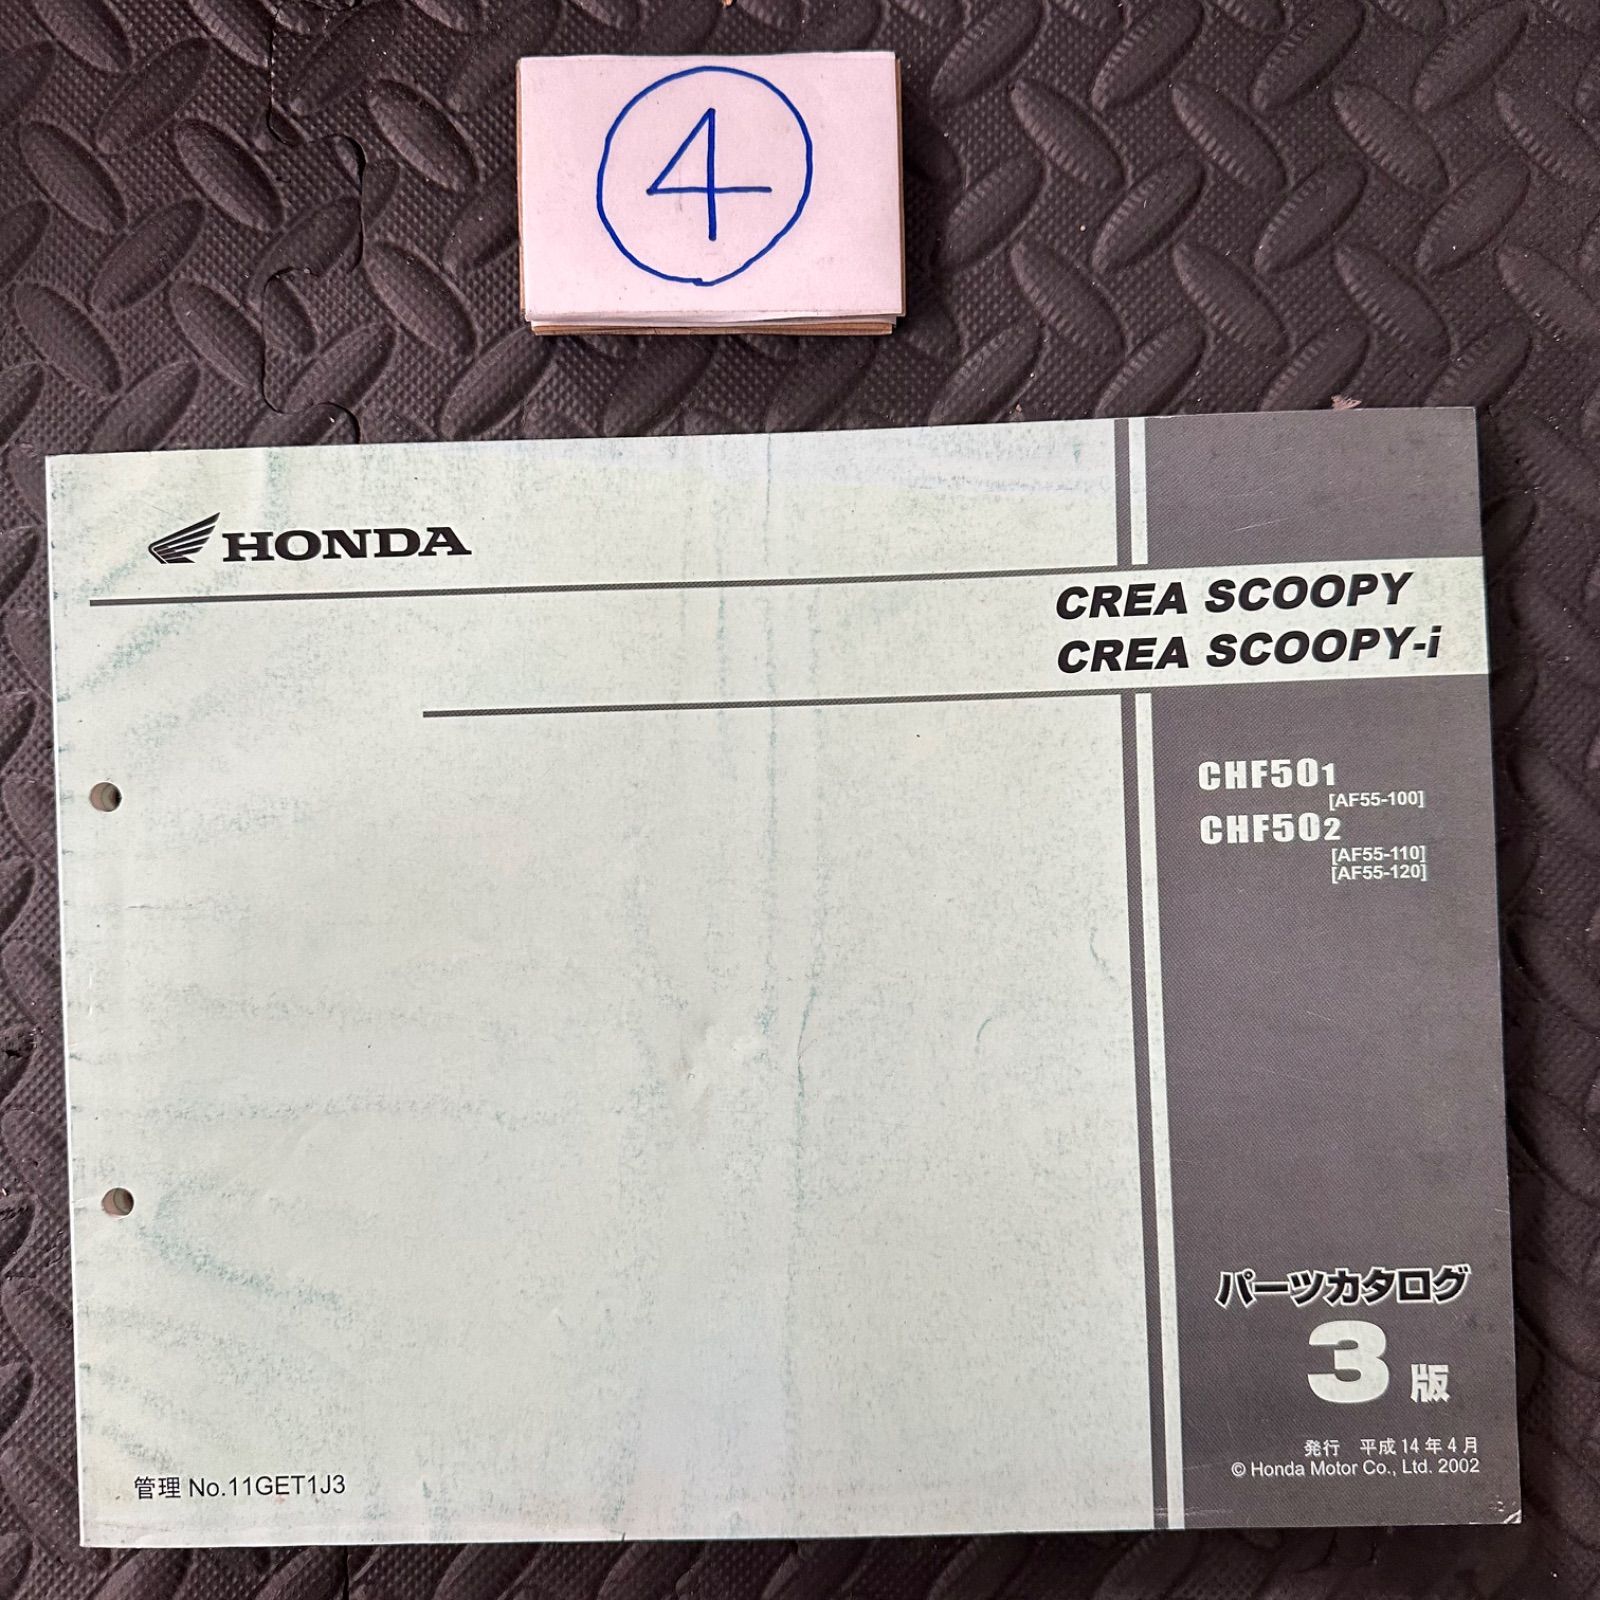 ④
HONDA
CREA SCOOPY
CREA SCOOPY-i
CHF501
[AF55-100]
CHF502
[AF55-110]
[AF55-120]
パーツカタログ
3版
発行 平成14年4月
© Honda Motor Co., Ltd. 2002
管理 No.11GET1J3